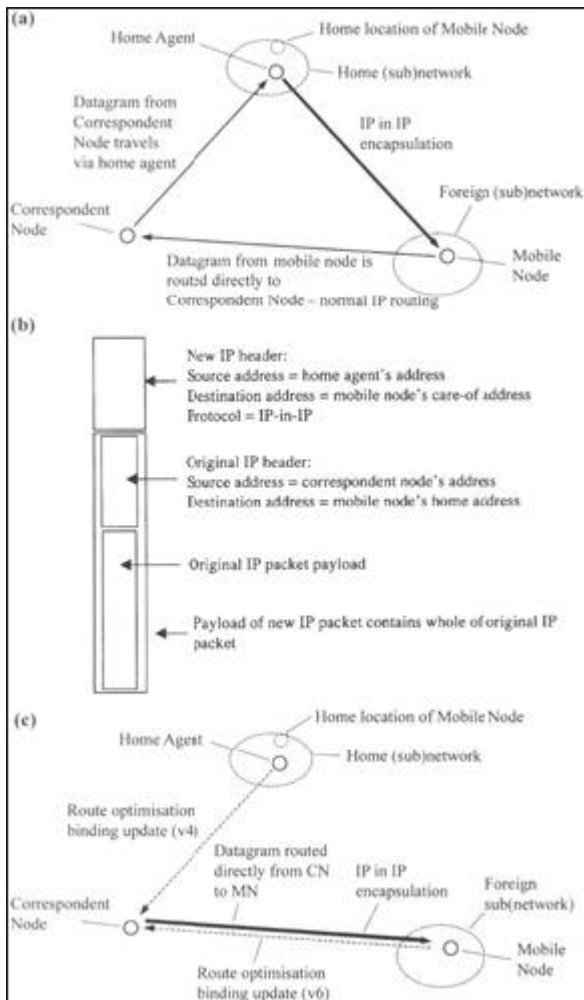 (a)
Home Agent
Home location of Mobile Node
Home (sub)network
Datagram from
Correspondent
Node travels
via home agent
IP in IP
encapsulation
Foreign (sub)network
Correspondent
Node
Mobile
Node
Datagram from mobile node is
routed directly to
Correspondent Node – normal IP routing
(b)
New IP header:
Source address = home agent's address
Destination address = mobile node's care-of address
Protocol = IP-in-IP
Original IP header:
Source address = correspondent node's address
Destination address = mobile node's home address
Original IP packet payload
Payload of new IP packet contains whole of original IP
packet
(c)
Home location of Mobile Node
Home Agent
Home (sub)network
Route optimisation
binding update (v4)
Datagram routed
directly from CN
to MN
IP in IP
encapsulation
Foreign
sub(network)
Correspondent
Node
Mobile
Node
Route optimisation
binding update (v6)